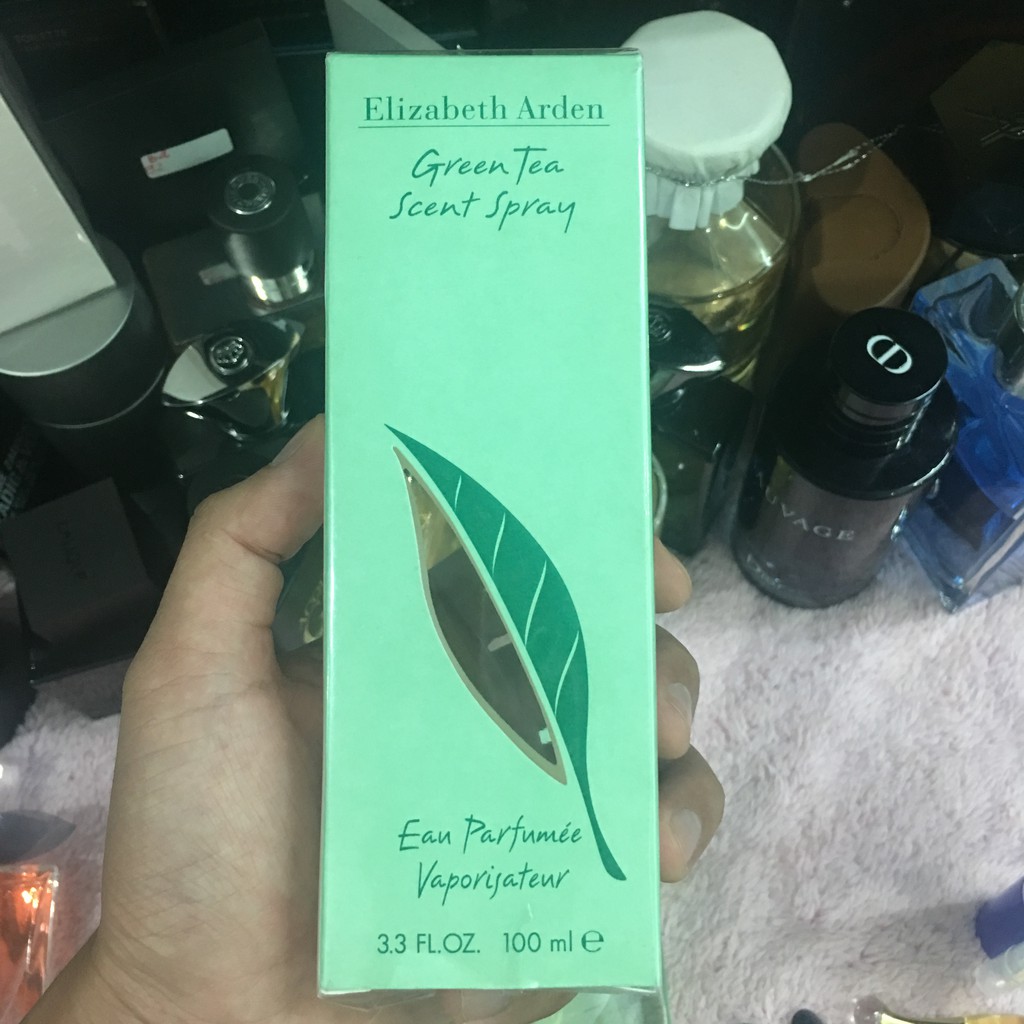 Elizabeth Arden
Green Tea
Scent Spray
Eau Parfumée
Vaporisateur
3.3 FL.OZ. 100 ml ℮